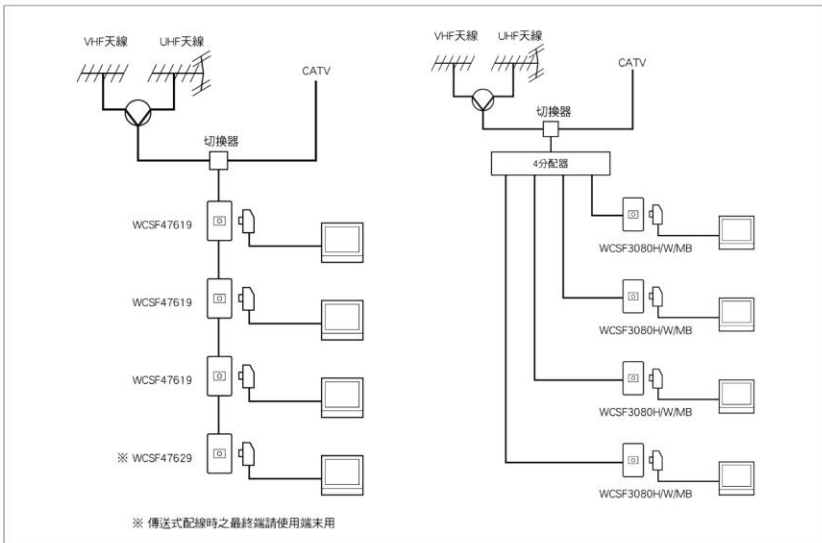 VHF天線
UHF天線
CATV
切換器
WCSF47619
WCSF47619
WCSF47619
※ WCSF47629
※ 傳送式配線時之最終端請使用端末用
VHF天線
UHF天線
CATV
切換器
4分配器
WCSF3080H/W/MB
WCSF3080H/W/MB
WCSF3080H/W/MB
WCSF3080H/W/MB